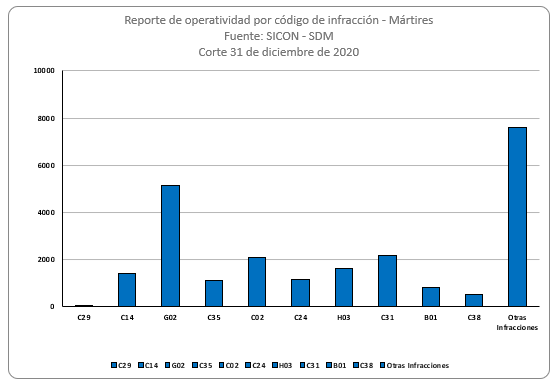 Reporte de operatividad por código de infracción - Mártires
Fuente: SICON - SDM
Corte 31 de diciembre de 2020
10000
8000
6000
4000
2000
0
C29 C14 G02 C35 C02 C24 H03 C31 B01 C38 Otras
Infracciones
C29 C14 G02 C35 C02 C24 H03 C31 B01 C38 Otras Infracciones